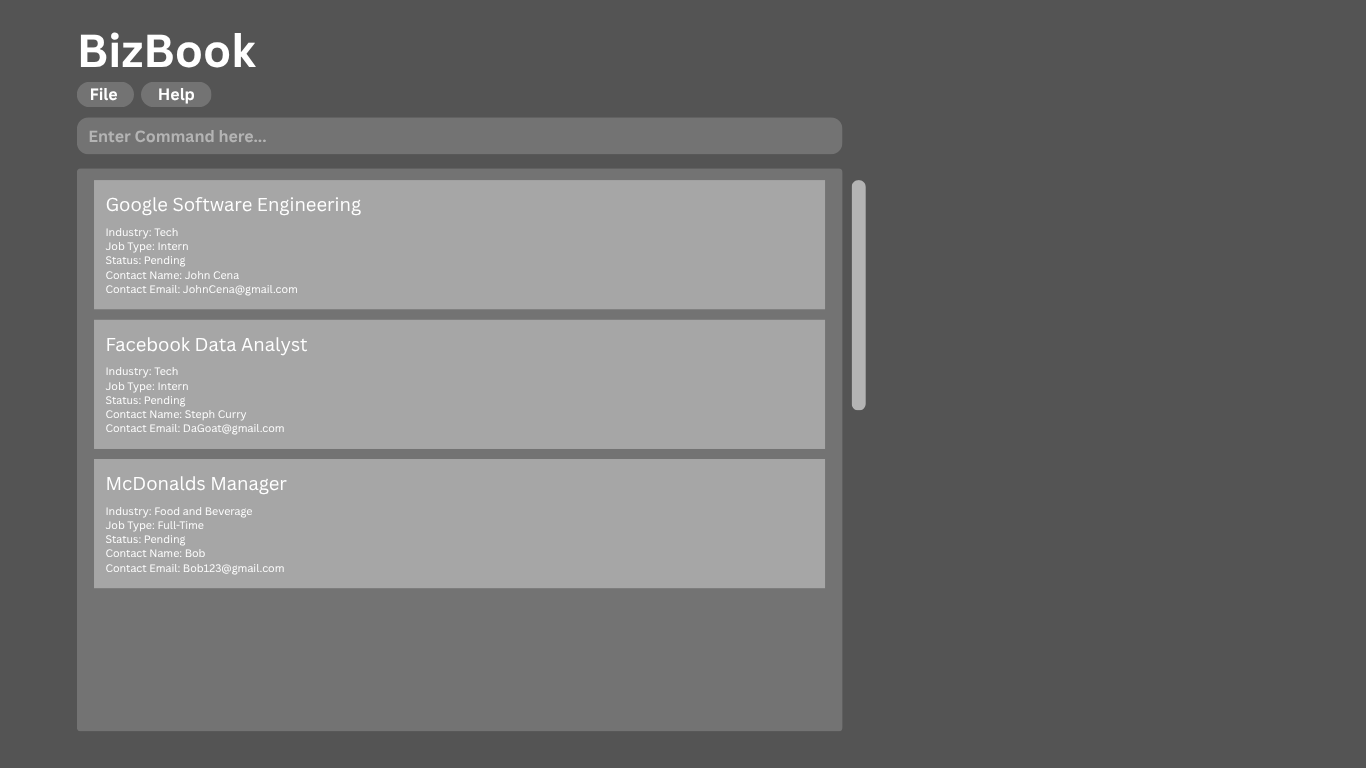 BizBook
File Help
Enter Command here...
Google Software Engineering
Industry: Tech
Job Type: Intern
Status: Pending
Contact Name: John Cena
Contact Email: JohnCena@gmail.com
Facebook Data Analyst
Industry: Tech
Job Type: Intern
Status: Pending
Contact Name: Steph Curry
Contact Email: DaGoat@gmail.com
McDonalds Manager
Industry: Food and Beverage
Job Type: Full-Time
Status: Pending
Contact Name: Bob
Contact Email: Bob123@gmail.com